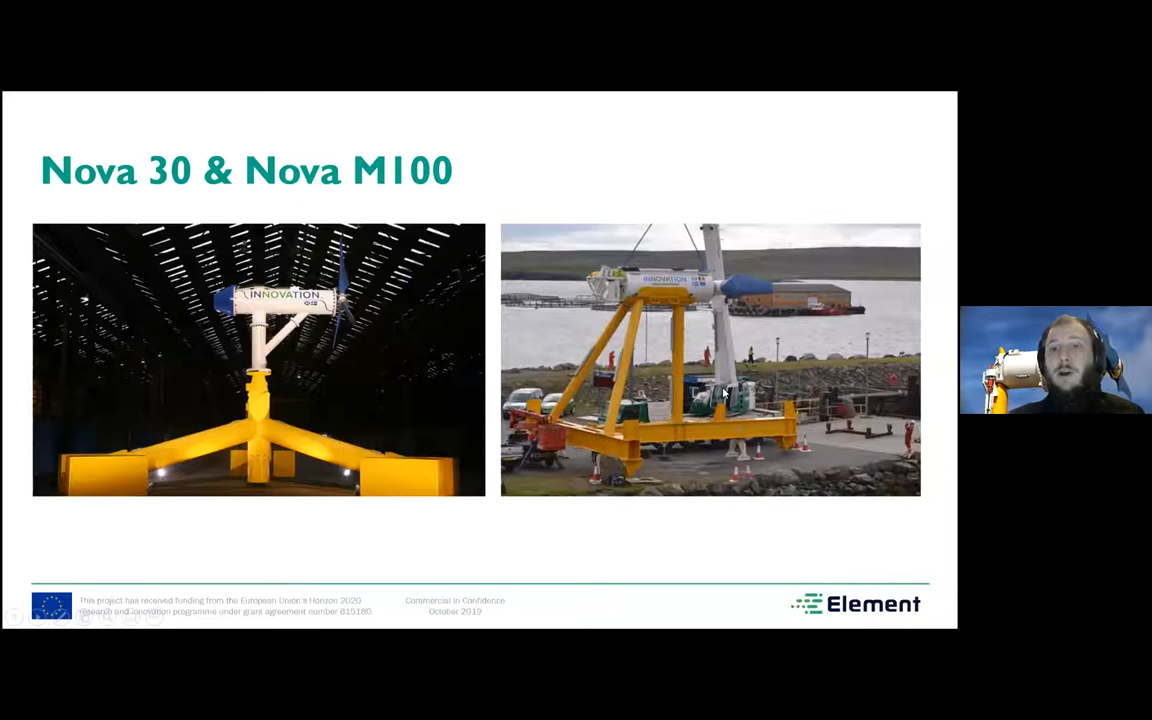 Nova 30 & Nova M100
INNOVATION
INNOVATION
This project has received funding from the European Union's Horizon 2020
research and innovation programme under grant agreement number 815180.
Commercial in Confidence
October 2019
Element